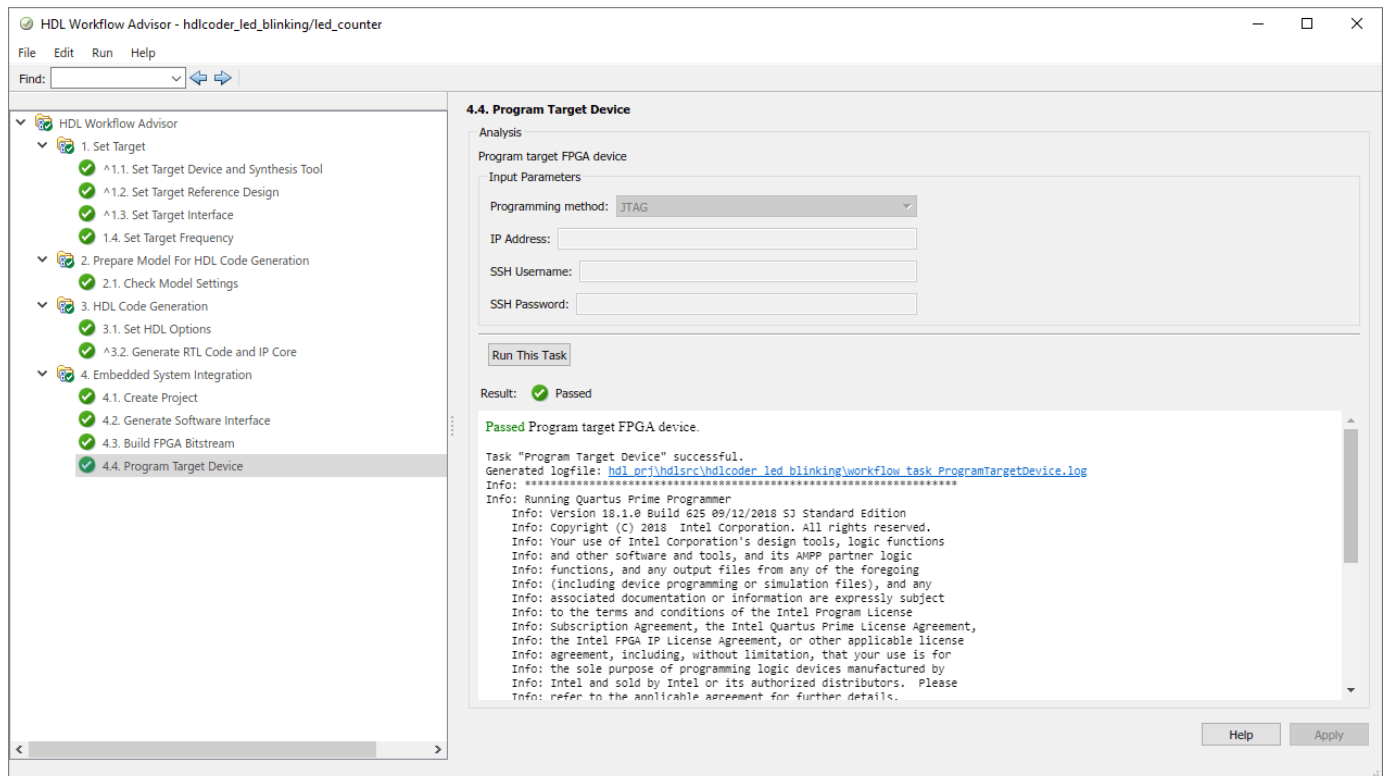 HDL Workflow Advisor - hdlcoder_led_blinking/led_counter
File Edit Run Help
Find:
HDL Workflow Advisor
1. Set Target
^1.1. Set Target Device and Synthesis Tool
^1.2. Set Target Reference Design
^1.3. Set Target Interface
1.4. Set Target Frequency
2. Prepare Model For HDL Code Generation
2.1. Check Model Settings
3. HDL Code Generation
3.1. Set HDL Options
^3.2. Generate RTL Code and IP Core
4. Embedded System Integration
4.1. Create Project
4.2. Generate Software Interface
4.3. Build FPGA Bitstream
4.4. Program Target Device
4.4. Program Target Device
Analysis
Program target FPGA device
Input Parameters
Programming method: JTAG
IP Address:
SSH Username:
SSH Password:
Run This Task
Result: Passed
Passed Program target FPGA device.
Task "Program Target Device" successful.
Generated logfile: hdl_prj\hdlsrc\hdlcoder_led_blinking\workflow_task_ProgramTargetDevice.log
Info: *******************************************************************
Info: Running Quartus Prime Programmer
Info: Version 18.1.0 Build 625 09/12/2018 SJ Standard Edition
Info: Copyright (C) 2018 Intel Corporation. All rights reserved.
Info: Your use of Intel Corporation's design tools, logic functions
Info: and other software and tools, and its AMPP partner logic
Info: functions, and any output files from any of the foregoing
Info: (including device programming or simulation files), and any
Info: associated documentation or information are expressly subject
Info: to the terms and conditions of the Intel Program License
Info: Subscription Agreement, the Intel Quartus Prime License Agreement,
Info: the Intel FPGA IP License Agreement, or other applicable license
Info: agreement, including, without limitation, that your use is for
Info: the sole purpose of programming logic devices manufactured by
Info: Intel and sold by Intel or its authorized distributors. Please
Info: refer to the applicable agreement for further details.
Help Apply